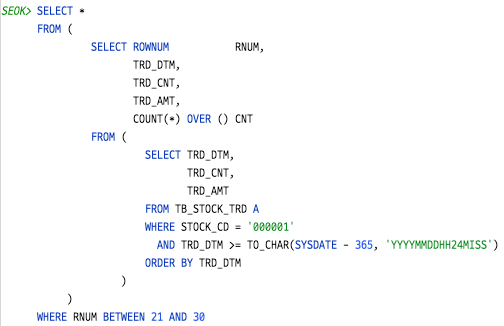 SEOK> SELECT *
FROM (
SELECT ROWNUM RNUM,
TRD_DTM,
TRD_CNT,
TRD_AMT,
COUNT(*) OVER () CNT
FROM (
SELECT TRD_DTM,
TRD_CNT,
TRD_AMT
FROM TB_STOCK_TRD A
WHERE STOCK_CD = '000001'
AND TRD_DTM >= TO_CHAR(SYSDATE - 365, 'YYYYMMDDHH24MISS')
ORDER BY TRD_DTM
)
)
WHERE RNUM BETWEEN 21 AND 30